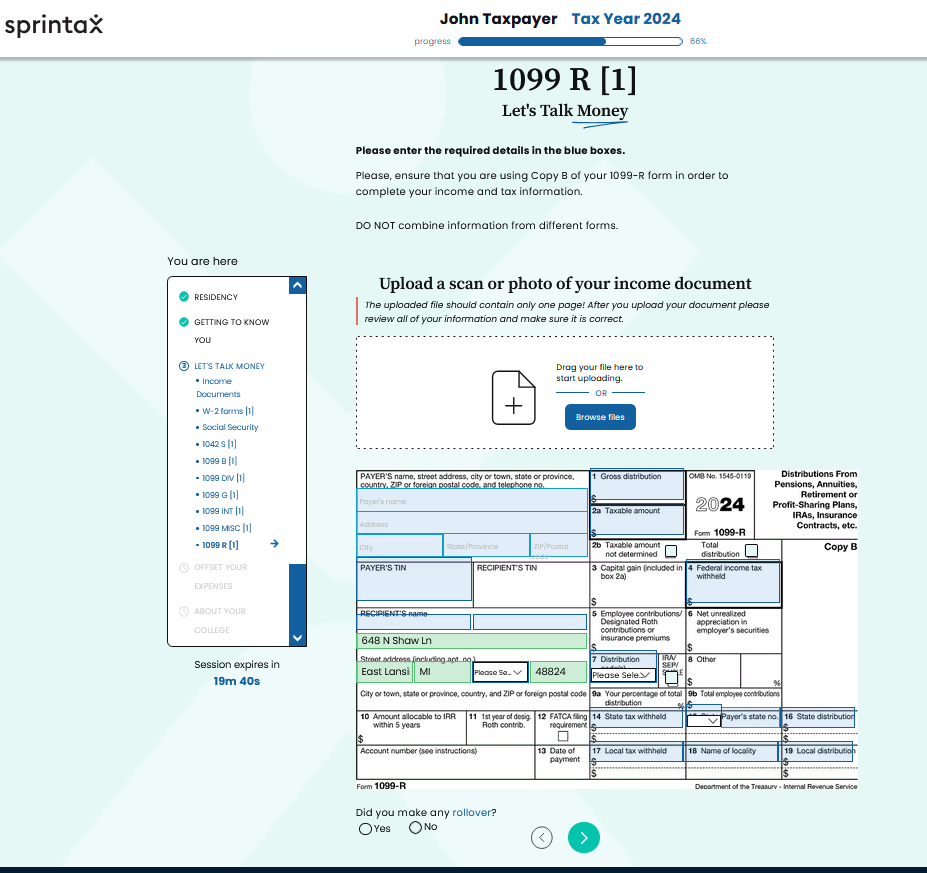 sprintax
John Taxpayer Tax Year 2024
progress 66%
1099 R [1]
Let's Talk Money
Please enter the required details in the blue boxes.
Please, ensure that you are using Copy B of your 1099-R form in order to
complete your income and tax information.
DO NOT combine information from different forms.
You are here
RESIDENCY
GETTING TO KNOW
YOU
3 LET'S TALK MONEY
• Income
Documents
• W-2 forms [1]
• Social Security
• 1042 S [1]
• 1099 B [1]
• 1099 DIV [1]
• 1099 G [1]
• 1099 INT [1]
• 1099 MISC [1]
• 1099 R [1]
OFFSET YOUR
EXPENSES
ABOUT YOUR
COLLEGE
Session expires in
19m 40s
Upload a scan or photo of your income document
The uploaded file should contain only one page! After you upload your document please
review all of your information and make sure it is correct.
Drag your file here to
start uploading.
OR
Browse files
PAYER'S name, street address, city or town, state or province,
country, ZIP or foreign postal code, and telephone no.
Payer's name
Address
City State/Province ZIP/Postal
code
PAYER'S TIN RECIPIENT'S TIN
RECIPIENT'S name
648 N Shaw Ln
Street address (including apt. no.)
East Lansi MI Please Se.. 48824
City or town, state or province, country, and ZIP or foreign postal code
10 Amount allocable to IRR
within 5 years
$
11 1st year of desig.
Roth contrib.
12 FATCA filing
requirement
Account number (see instructions)
13 Date of
payment
1 Gross distribution
$
2a Taxable amount
$
OMB No. 1545-0119
2024
Form 1099-R
Distributions From
Pensions, Annuities,
Retirement or
Profit-Sharing Plans,
IRAs, Insurance
Contracts, etc.
2b Taxable amount
not determined
Total
distribution
Copy B
3 Capital gain (included in
box 2a)
$
4 Federal income tax
withheld
$
5 Employee contributions/
Designated Roth
contributions or
insurance premiums
$
6 Net unrealized
appreciation in
employer's securities
$
7 Distribution
code(s)
Please Sele..
IRA/
SEP/
SIMPLE
8 Other
$ %
9a Your percentage of total
distribution %
9b Total employee contributions
$
14 State tax withheld
$
$
Payer's state no.
16 State distribution
$
$
17 Local tax withheld
$
$
18 Name of locality
19 Local distribution
$
$
Form 1099-R
Department of the Treasury - Internal Revenue Service
Did you make any rollover?
Yes No